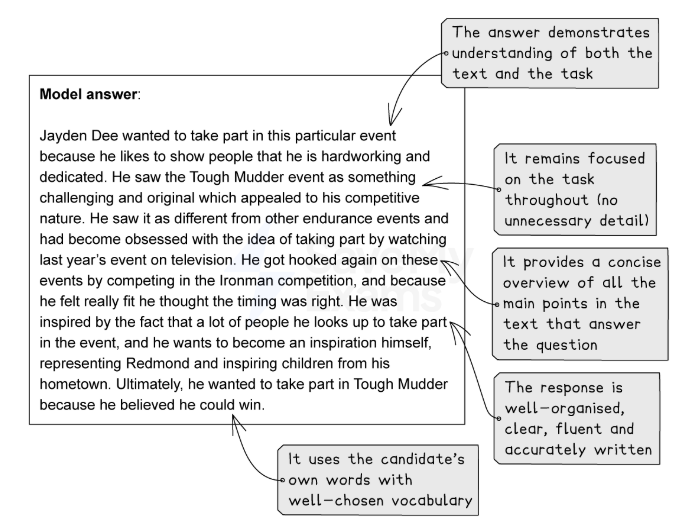 The answer demonstrates
understanding of both the
text and the task
Model answer:
Jayden Dee wanted to take part in this particular event
because he likes to show people that he is hardworking and
dedicated. He saw the Tough Mudder event as something
challenging and original which appealed to his competitive
nature. He saw it as different from other endurance events and
had become obsessed with the idea of taking part by watching
last year's event on television. He got hooked again on these
events by competing in the Ironman competition, and because
he felt really fit he thought the timing was right. He was
inspired by the fact that a lot of people he looks up to take part
in the event, and he wants to become an inspiration himself,
representing Redmond and inspiring children from his
hometown. Ultimately, he wanted to take part in Tough Mudder
because he believed he could win.
It remains focused
on the task
throughout (no
unnecessary detail)
It provides a concise
overview of all the
main points in the
text that answer
the question
The response is
well-organised,
clear, fluent and
accurately written
It uses the candidate's
own words with
well-chosen vocabulary